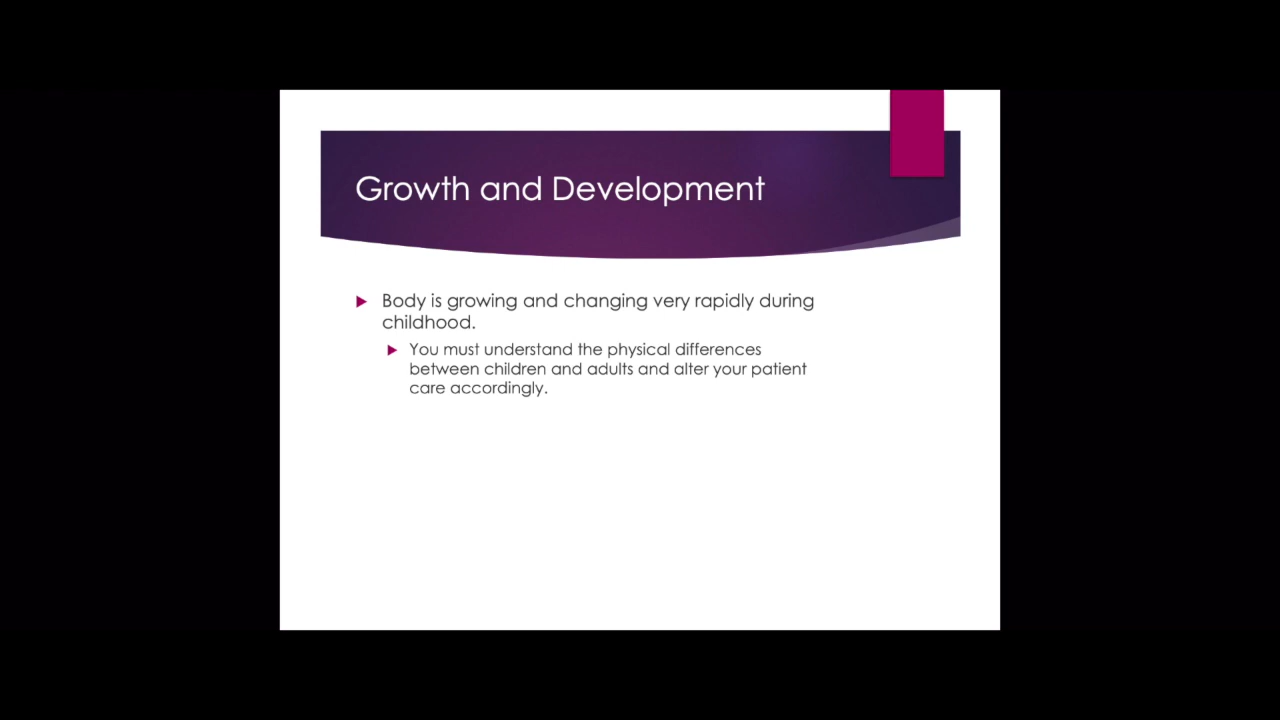 Growth and Development
Body is growing and changing very rapidly during
childhood.
You must understand the physical differences
between children and adults and alter your patient
care accordingly.